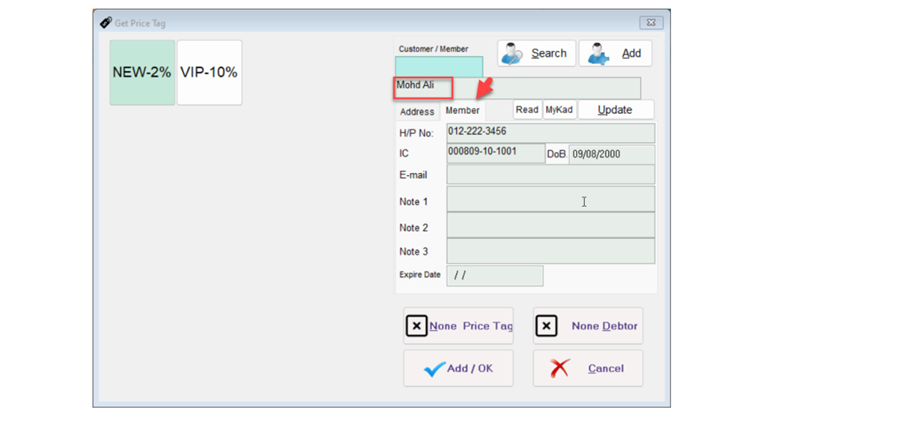 Get Price Tag
NEW-2% VIP-10%
Customer / Member
Search Add
Mohd Ali
Address Member Read MyKad Update
H/P No: 012-222-3456
IC 000809-10-1001 DoB 09/08/2000
E-mail
Note 1
Note 2
Note 3
Expire Date / /
None Price Tag None Debtor
Add / OK Cancel